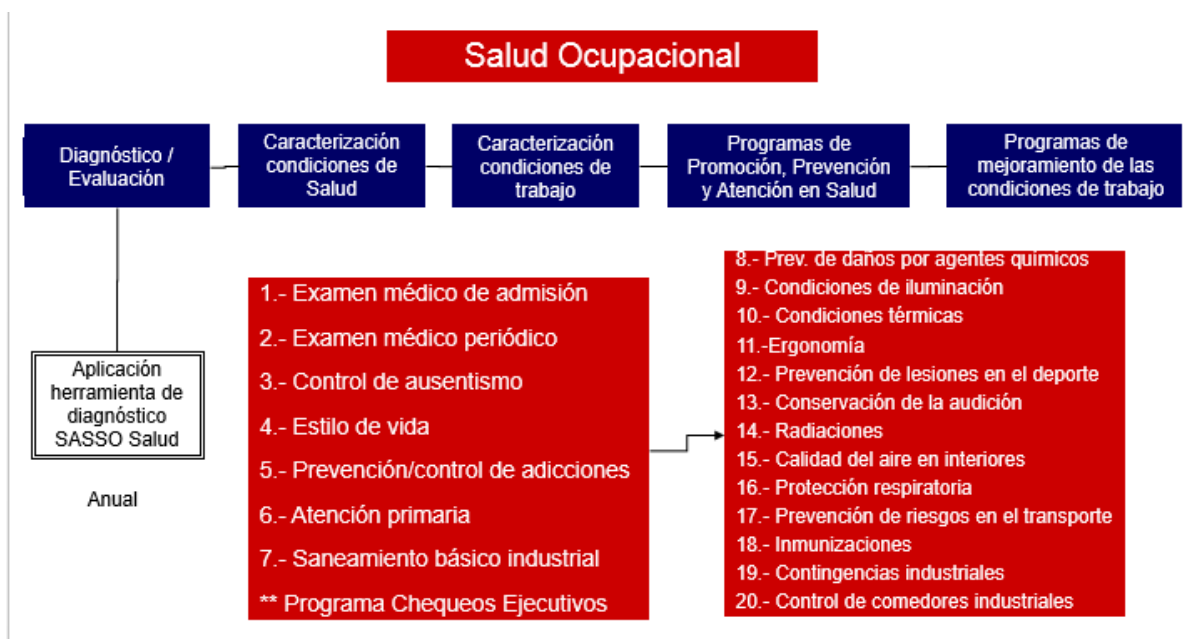 Salud Ocupacional
Diagnóstico /
Evaluación
Caracterización
condiciones de
Salud
Caracterización
condiciones de
trabajo
Programas de
Promoción, Prevención
y Atención en Salud
Programas de
mejoramiento de las
condiciones de trabajo
Aplicación
herramienta de
diagnóstico
SASSO Salud
Anual
1.- Examen médico de admisión
2.- Examen médico periódico
3.- Control de ausentismo
4.- Estilo de vida
5.- Prevención/control de adicciones
6.- Atención primaria
7.- Saneamiento básico industrial
** Programa Chequeos Ejecutivos
8.- Prev. de daños por agentes químicos
9.- Condiciones de iluminación
10.- Condiciones térmicas
11.-Ergonomía
12.- Prevención de lesiones en el deporte
13.- Conservación de la audición
14.- Radiaciones
15.- Calidad del aire en interiores
16.- Protección respiratoria
17.- Prevención de riesgos en el transporte
18.- Inmunizaciones
19.- Contingencias industriales
20.- Control de comedores industriales